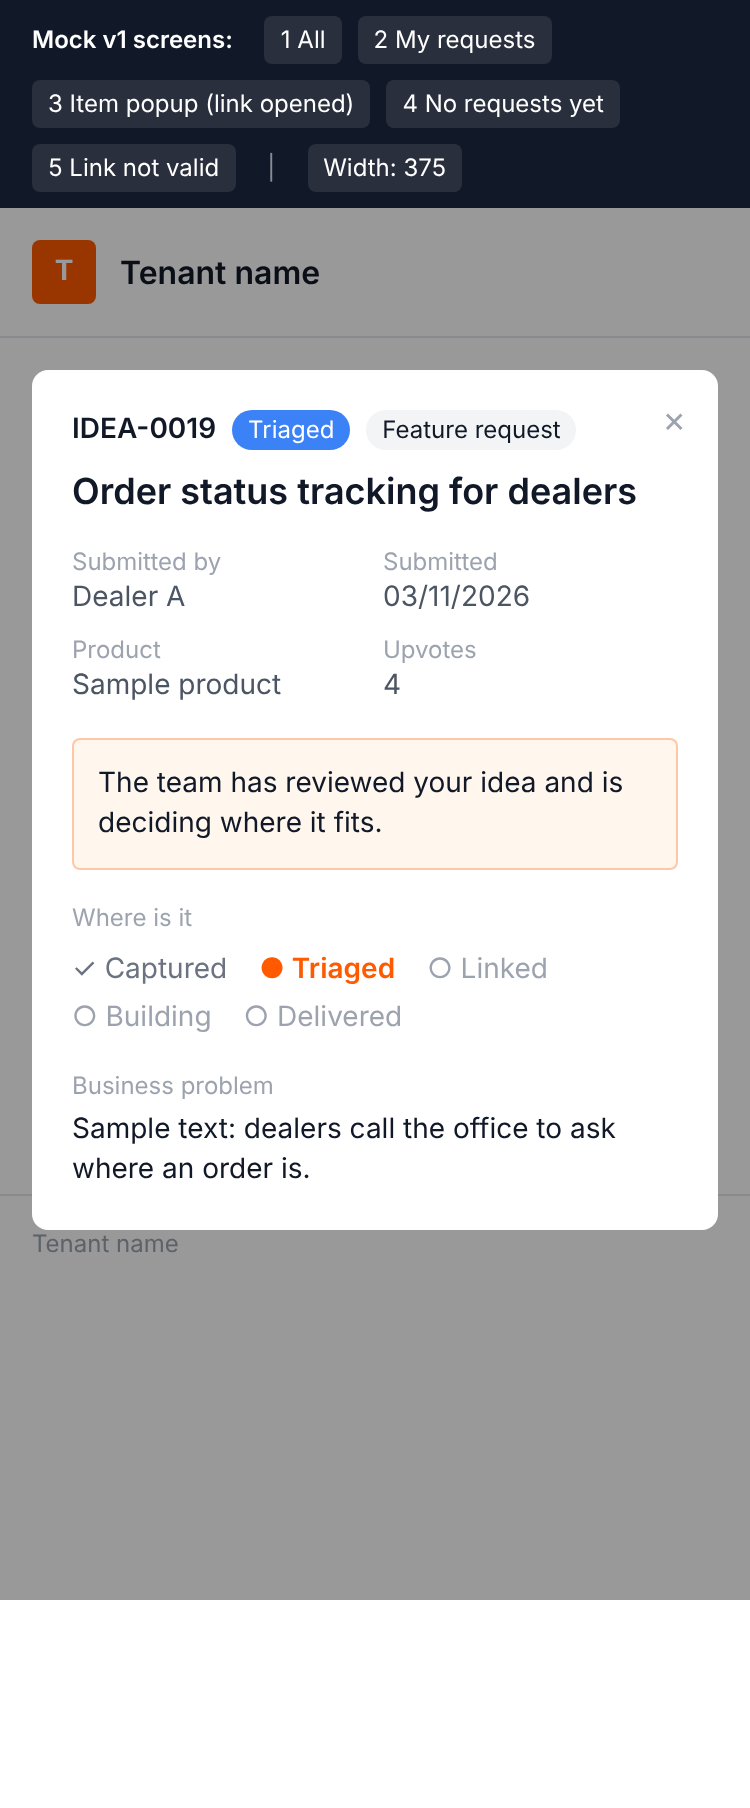 Mock v1 screens: 1 All 2 My requests
3 Item popup (link opened) 4 No requests yet
5 Link not valid | Width: 375
T Tenant name
IDEA-0019 Triaged Feature request ×
Order status tracking for dealers
Submitted by Submitted
Dealer A 03/11/2026
Product Upvotes
Sample product 4
The team has reviewed your idea and is
deciding where it fits.
Where is it
✓ Captured ● Triaged ○ Linked
○ Building ○ Delivered
Business problem
Sample text: dealers call the office to ask
where an order is.
Tenant name